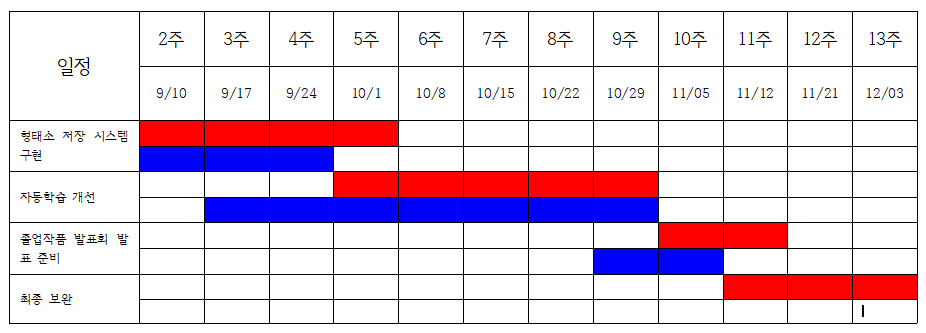 일정
2주 3주 4주 5주 6주 7주 8주 9주 10주 11주 12주 13주
9/10 9/17 9/24 10/1 10/8 10/15 10/22 10/29 11/05 11/12 11/21 12/03
형태소 저장 시스템
구현
자동학습 개선
졸업작품 발표회 발
표 준비
최종 보완